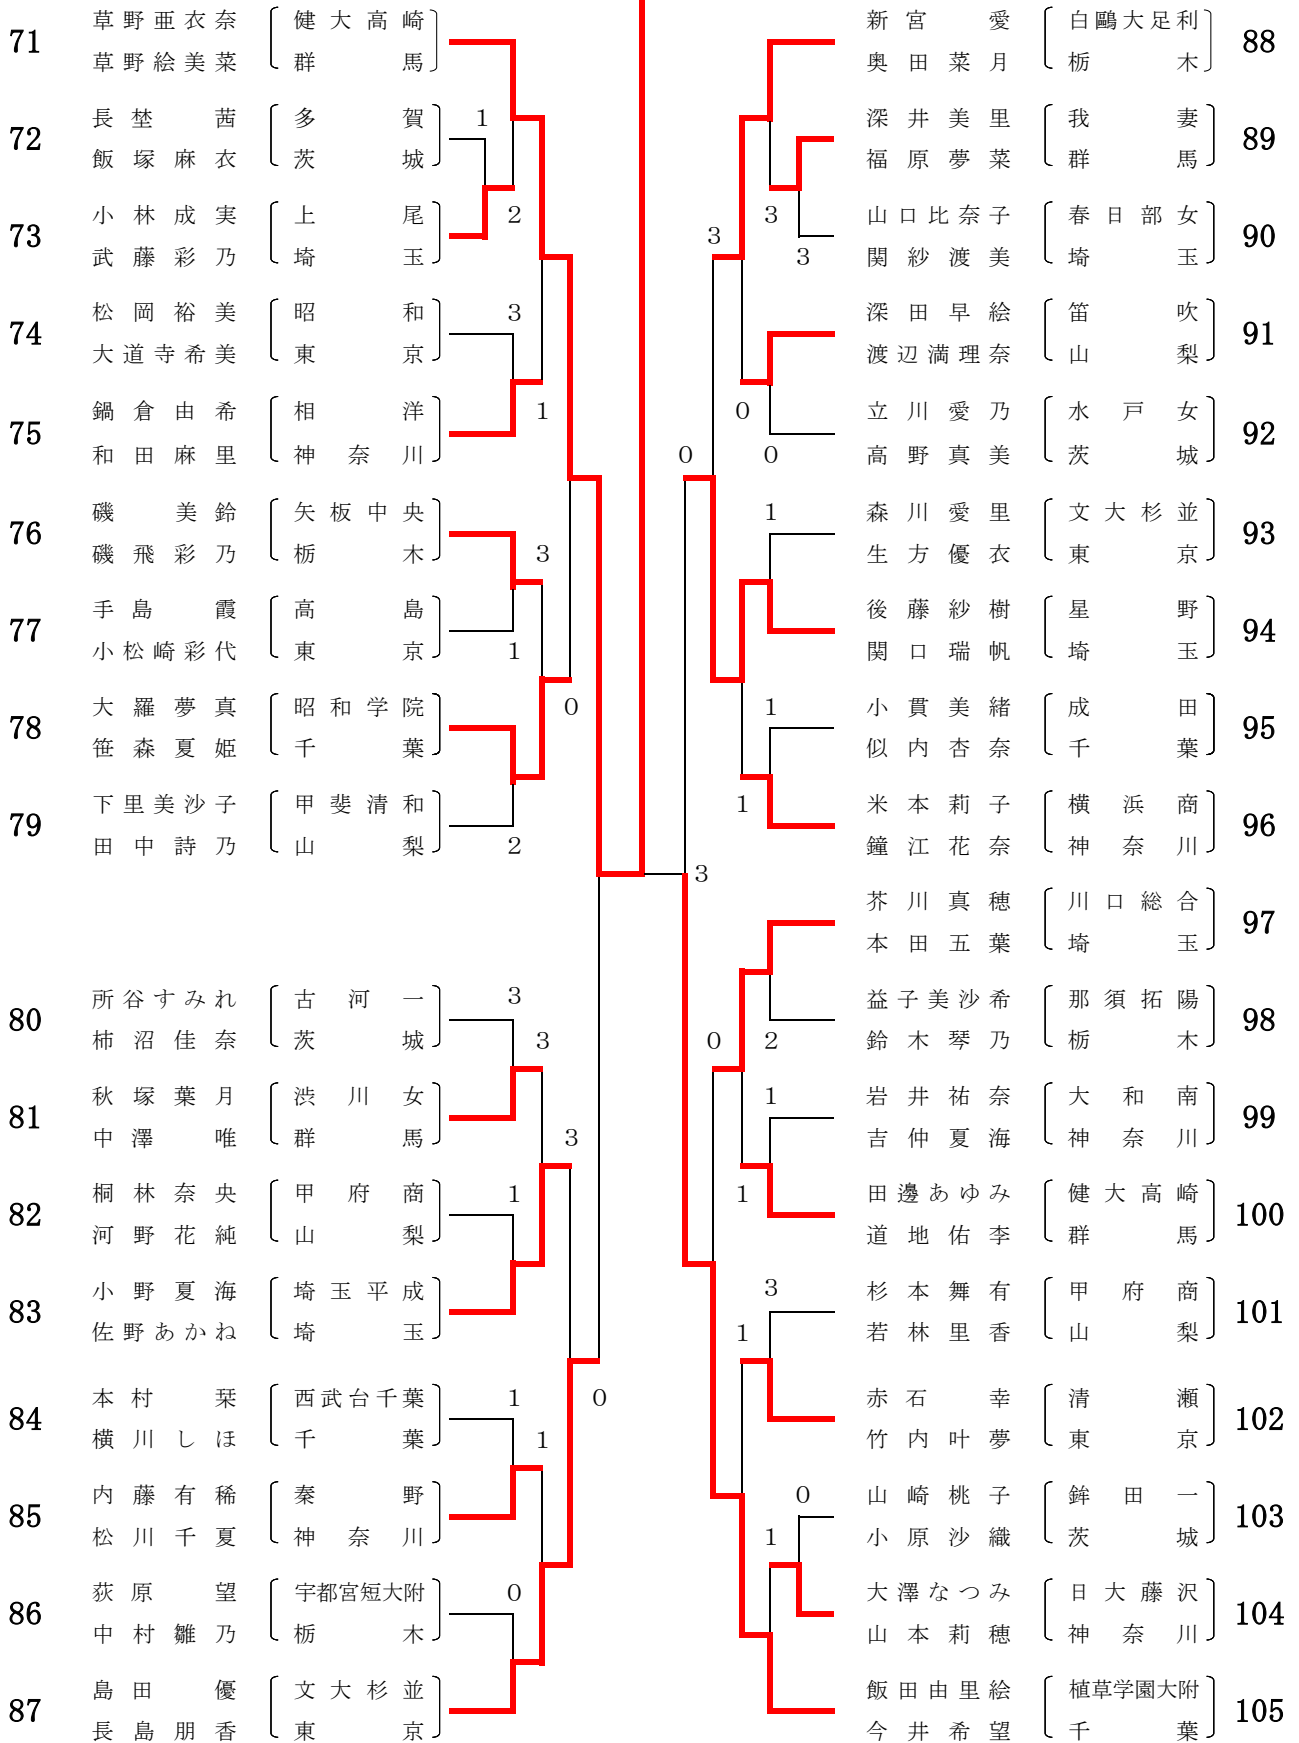 71 草野亜衣奈 健大高崎
草野絵美菜 群馬
72 長埜茜 多賀 1
飯塚麻衣 茨城
73 小林成実 上尾 2
武藤彩乃 埼玉
74 松岡裕美 昭和 3
大道寺希美 東京
75 鍋倉由希 相洋 1
和田麻里 神奈川
76 磯美鈴 矢板中央
磯飛彩乃 栃木 3
77 手島霞 高島
小松崎彩代 東京 1
78 大羅夢真 昭和学院 0
笹森夏姫 千葉
79 下里美沙子 甲斐清和
田中詩乃 山梨 2
80 所谷すみれ 古河一 3
柿沼佳奈 茨城 3
81 秋塚葉月 渋川女
中澤唯 群馬 3
82 桐林奈央 甲府商 1
河野花純 山梨
83 小野夏海 埼玉平成
佐野あかね 埼玉
84 本村栞 西武台千葉 1 0
横川しほ 千葉 1
85 内藤有稀 秦野
松川千夏 神奈川
86 荻原望 宇都宮短大附 0
中村雛乃 栃木
87 島田優 文大杉並
長島朋香 東京
新宮愛 白鷗大足利 88
奥田菜月 栃木
深井美里 我妻 89
福原夢菜 群馬
3 山口比奈子 春日部女 90
3 3 関紗渡美 埼玉
深田早絵 笛吹 91
渡辺満理奈 山梨
0 立川愛乃 水戸女 92
0 0 高野真美 茨城
1 森川愛里 文大杉並 93
生方優衣 東京
後藤紗樹 星野 94
関口瑞帆 埼玉
1 小貫美緒 成田 95
似内杏奈 千葉
1 米本莉子 横浜商 96
鐘江花奈 神奈川
3
芥川真穂 川口総合 97
本田五葉 埼玉
益子美沙希 那須拓陽 98
0 2 鈴木琴乃 栃木
1 岩井祐奈 大和南 99
吉仲夏海 神奈川
1 田邊あゆみ 健大高崎 100
道地佑李 群馬
3 杉本舞有 甲府商 101
1 若林里香 山梨
赤石幸 清瀬 102
竹内叶夢 東京
0 山崎桃子 鉾田一 103
1 小原沙織 茨城
大澤なつみ 日大藤沢 104
山本莉穂 神奈川
飯田由里絵 植草学園大附 105
今井希望 千葉